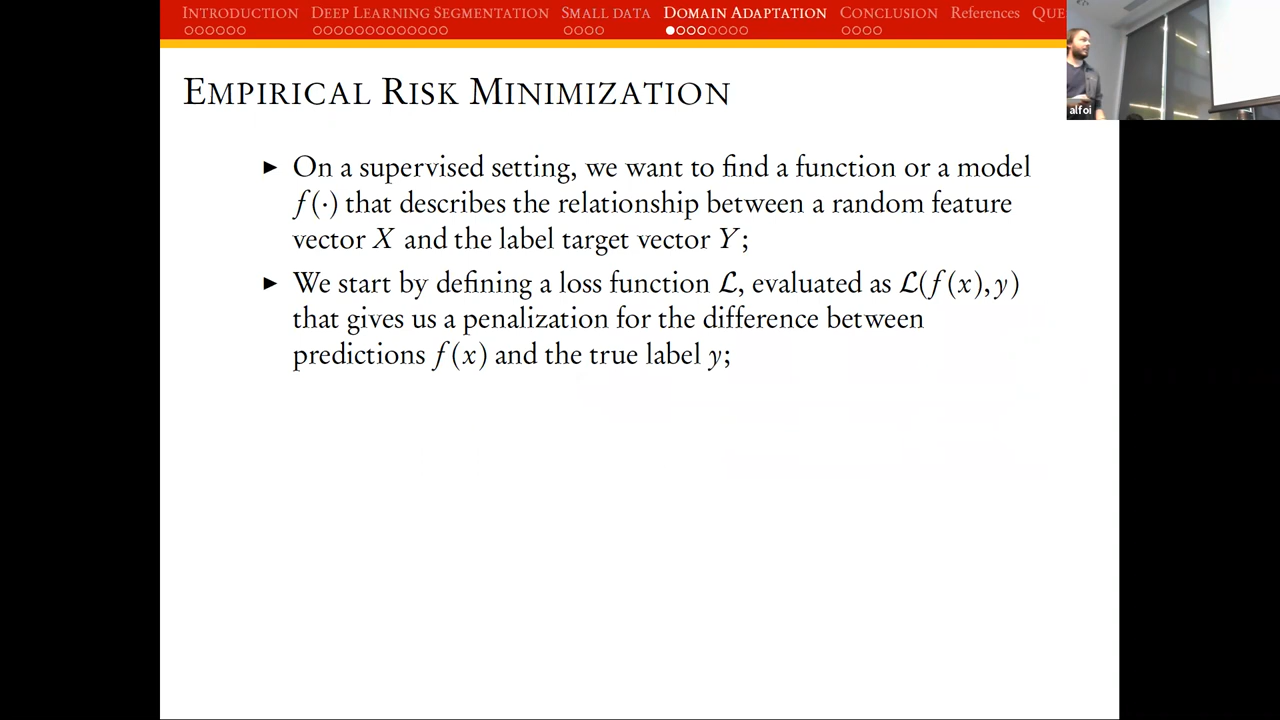 INTRODUCTION DEEP LEARNING SEGMENTATION SMALL DATA DOMAIN ADAPTATION CONCLUSION References QUE
EMPIRICAL RISK MINIMIZATION
► On a supervised setting, we want to find a function or a model
f(·) that describes the relationship between a random feature
vector X and the label target vector Y;
► We start by defining a loss function ℒ, evaluated as ℒ(f(x), y)
that gives us a penalization for the difference between
predictions f(x) and the true label y;
alfoi